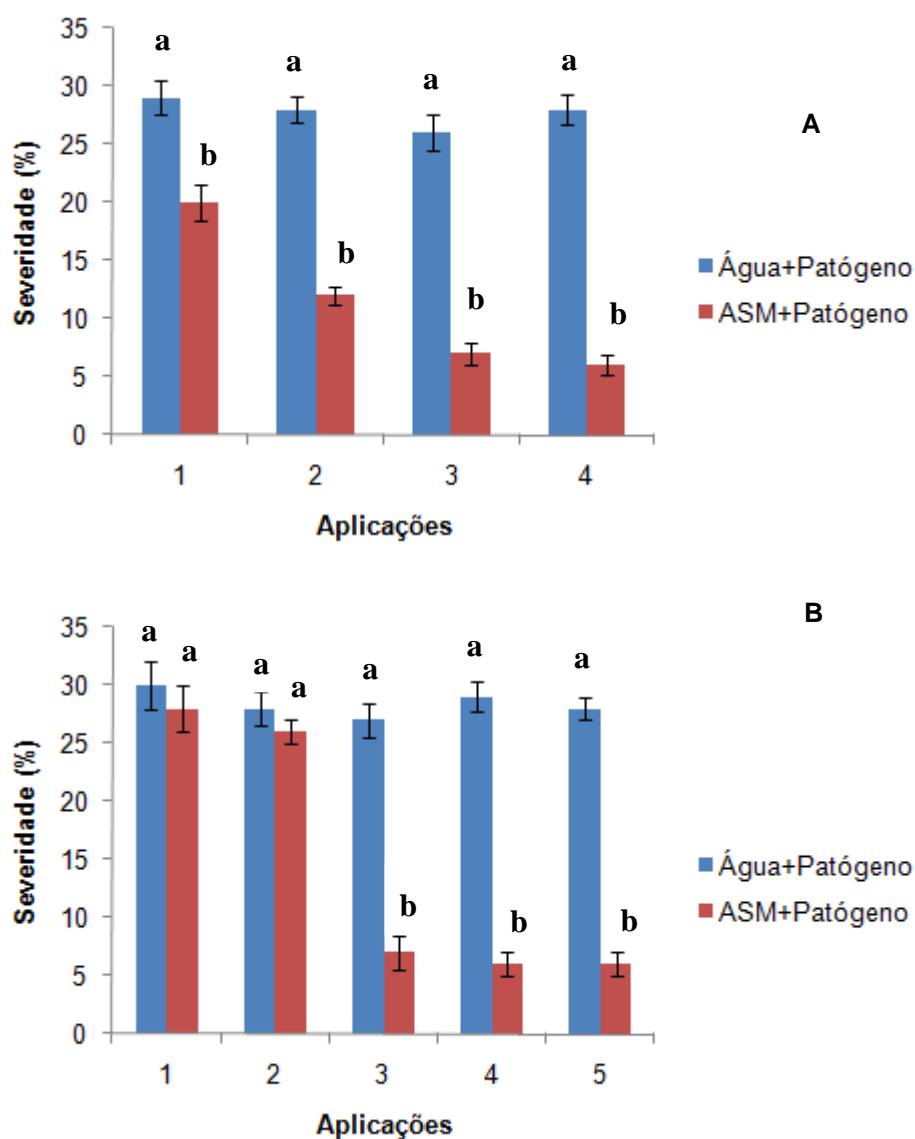 35
30
25
20
15
10
5
0
Severidade (%)
a
b
a
b
a
b
a
b
1
2
3
4
Aplicações
A
Água+Patógeno
ASM+Patógeno
35
30
25
20
15
10
5
0
Severidade (%)
a
a
a
a
a
b
a
b
a
b
1
2
3
4
5
Aplicações
B
Água+Patógeno
ASM+Patógeno